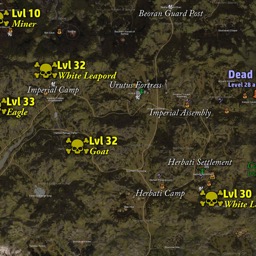 Lvl 10
Miner
Beoran Guard Post
Lvl 32
White Leapord
Urutus Fortress
Dead
Level 28 a
Imperial Camp
Lvl 33
Eagle
Imperial Assembly
Lvl 32
Goat
Herbati Settlement
Herbati Camp
Lvl 30
White L